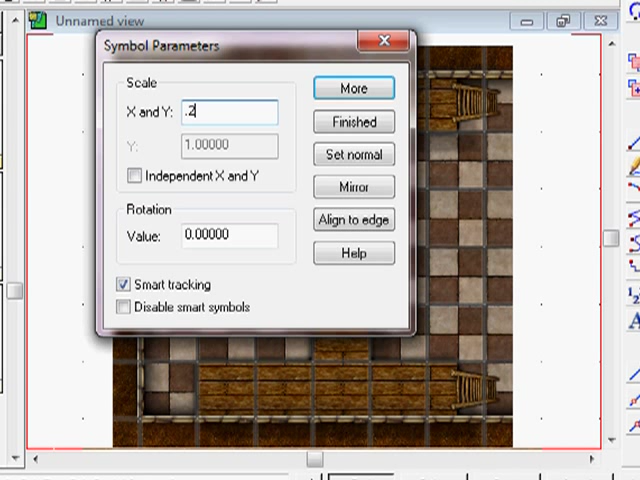 Unnamed view
Symbol Parameters
Scale
X and Y: .2
Y: 1.00000
Independent X and Y
Rotation
Value: 0.00000
Smart tracking
Disable smart symbols
More
Finished
Set normal
Mirror
Align to edge
Help